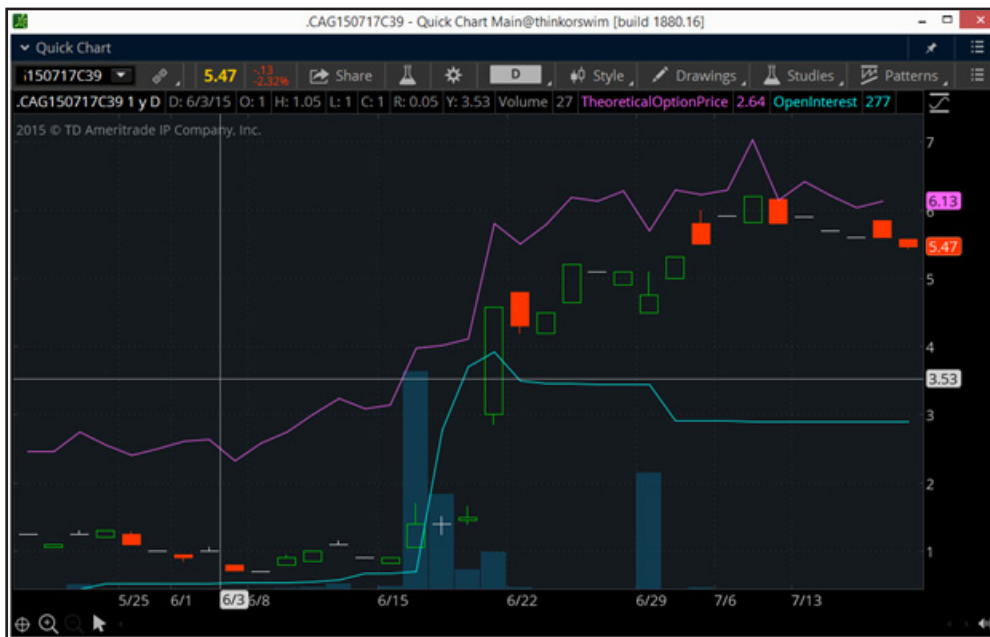 .CAG150717C39 - Quick Chart Main@thinkorswim [build 1880.16]
Quick Chart
i150717C39 5.47 -.13 -2.32% Share D Style Drawings Studies Patterns
.CAG150717C39 1 y D D: 6/3/15 O: 1 H: 1.05 L: 1 C: 1 R: 0.05 Y: 3.53 Volume 27 TheoreticalOptionPrice 2.64 OpenInterest 277
2015 © TD Ameritrade IP Company, Inc.
7
6.13
6
5.47
5
4
3.53
3
2
1
5/25 6/1 6/3 6/8 6/15 6/22 6/29 7/6 7/13